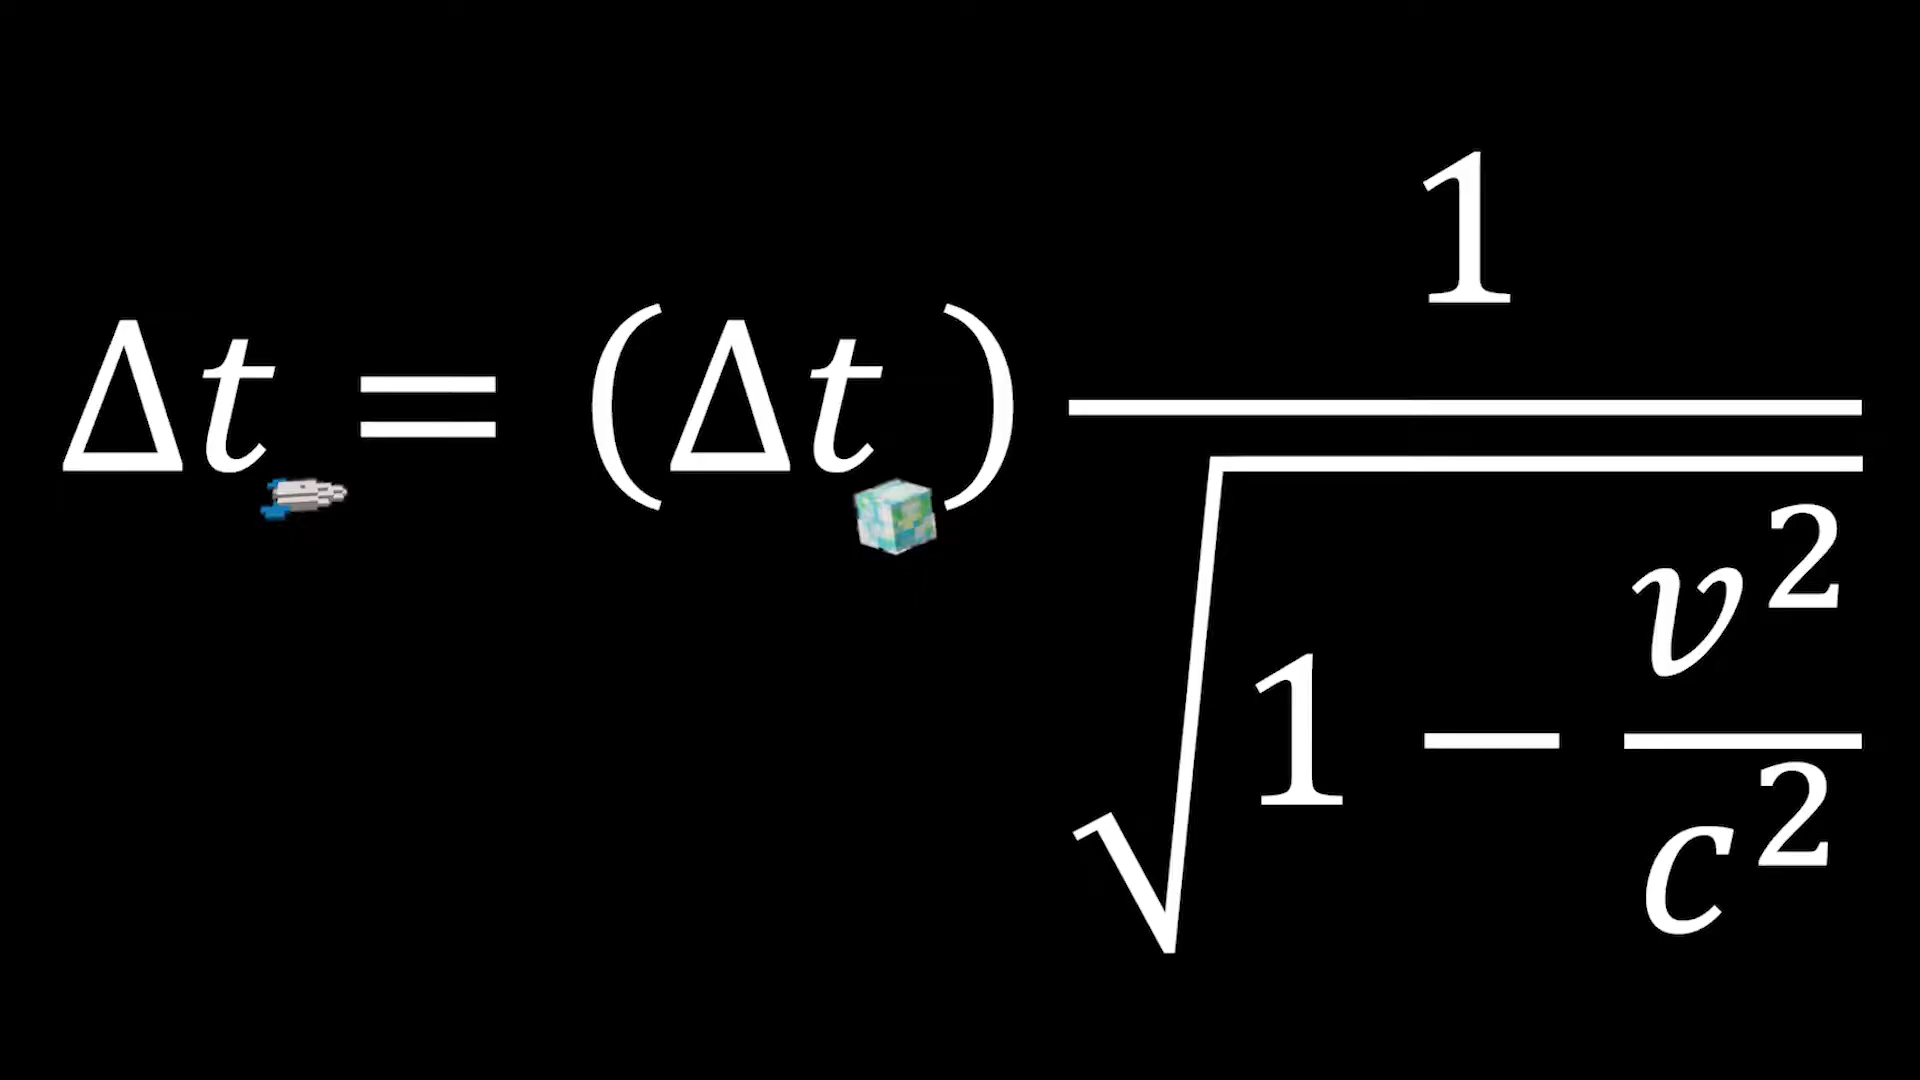 Δt = (Δt) 1 / √(1 − v² / c²)